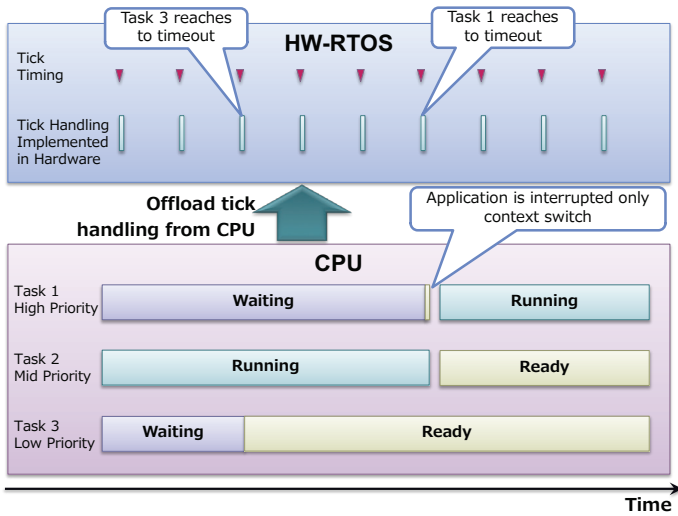 Task 3 reaches
to timeout
Task 1 reaches
to timeout
HW-RTOS
Tick
Timing
Tick Handling
Implemented
in Hardware
Offload tick
handling from CPU
Application is interrupted only
context switch
CPU
Task 1
High Priority
Waiting
Running
Task 2
Mid Priority
Running
Ready
Task 3
Low Priority
Waiting
Ready
Time